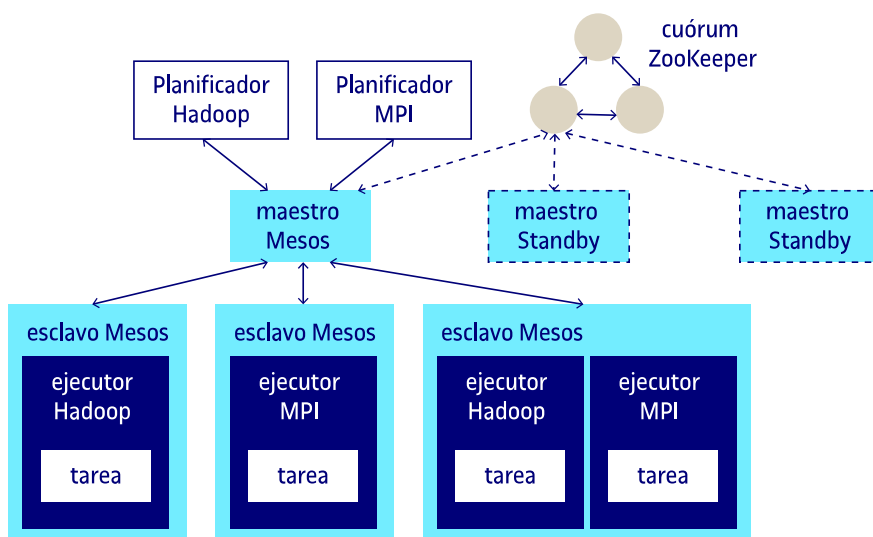 cuórum
ZooKeeper
Planificador
Hadoop
Planificador
MPI
maestro
Mesos
maestro
Standby
maestro
Standby
esclavo Mesos
ejecutor
Hadoop
tarea
esclavo Mesos
ejecutor
MPI
tarea
esclavo Mesos
ejecutor
Hadoop
tarea
ejecutor
MPI
tarea